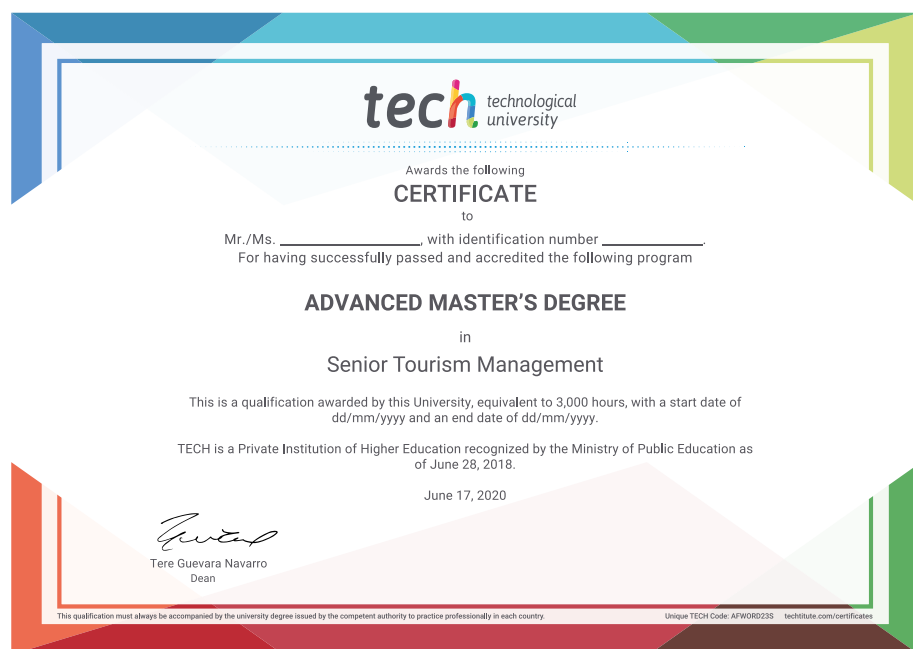 tech technological
university
Awards the following
CERTIFICATE
to
Mr./Ms. ____________________, with identification number ______________.
For having successfully passed and accredited the following program
ADVANCED MASTER’S DEGREE
in
Senior Tourism Management
This is a qualification awarded by this University, equivalent to 3,000 hours, with a start date of
dd/mm/yyyy and an end date of dd/mm/yyyy.
TECH is a Private Institution of Higher Education recognized by the Ministry of Public Education as
of June 28, 2018.
June 17, 2020
Tere Guevara Navarro
Dean
This qualification must always be accompanied by the university degree issued by the competent authority to practice professionally in each country. Unique TECH Code: AFWORD23S techtitute.com/certificates